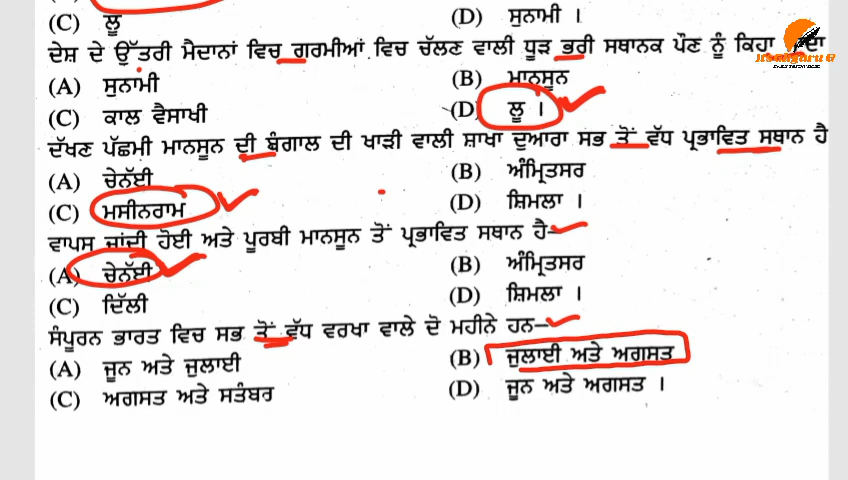 (C) ਲੂ (D) ਸੁਨਾਮੀ ।
ਦੇਸ਼ ਦੇ ਉੱਤਰੀ ਮੈਦਾਨਾਂ ਵਿਚ ਗਰਮੀਆਂ ਵਿਚ ਚੱਲਣ ਵਾਲੀ ਧੂੜ ਭਰੀ ਸਥਾਨਕ ਪੌਣ ਨੂੰ ਕਿਹਾ
(A) ਸੁਨਾਮੀ (B) ਮਾਨਸੂਨ
(C) ਕਾਲ ਵੈਸਾਖੀ (D) ਲੂ ।
ਦੱਖਣ ਪੱਛਮੀ ਮਾਨਸੂਨ ਦੀ ਬੰਗਾਲ ਦੀ ਖਾੜੀ ਵਾਲੀ ਸ਼ਾਖਾ ਦੁਆਰਾ ਸਭ ਤੋਂ ਵੱਧ ਪ੍ਰਭਾਵਿਤ ਸਥਾਨ ਹੈ
(A) ਚੇਨੱਈ (B) ਅੰਮ੍ਰਿਤਸਰ
(C) ਮਸੀਨਰਾਮ (D) ਸ਼ਿਮਲਾ ।
ਵਾਪਸ ਜਾਂਦੀ ਹੋਈ ਅਤੇ ਪੂਰਬੀ ਮਾਨਸੂਨ ਤੋਂ ਪ੍ਰਭਾਵਿਤ ਸਥਾਨ ਹੈ–
(A) ਚੇਨੱਈ (B) ਅੰਮ੍ਰਿਤਸਰ
(C) ਦਿੱਲੀ (D) ਸ਼ਿਮਲਾ ।
ਸੰਪੂਰਨ ਭਾਰਤ ਵਿਚ ਸਭ ਤੋਂ ਵੱਧ ਵਰਖਾ ਵਾਲੇ ਦੋ ਮਹੀਨੇ ਹਨ–
(A) ਜੂਨ ਅਤੇ ਜੁਲਾਈ (B) ਜੁਲਾਈ ਅਤੇ ਅਗਸਤ
(C) ਅਗਸਤ ਅਤੇ ਸਤੰਬਰ (D) ਜੂਨ ਅਤੇ ਅਗਸਤ ।